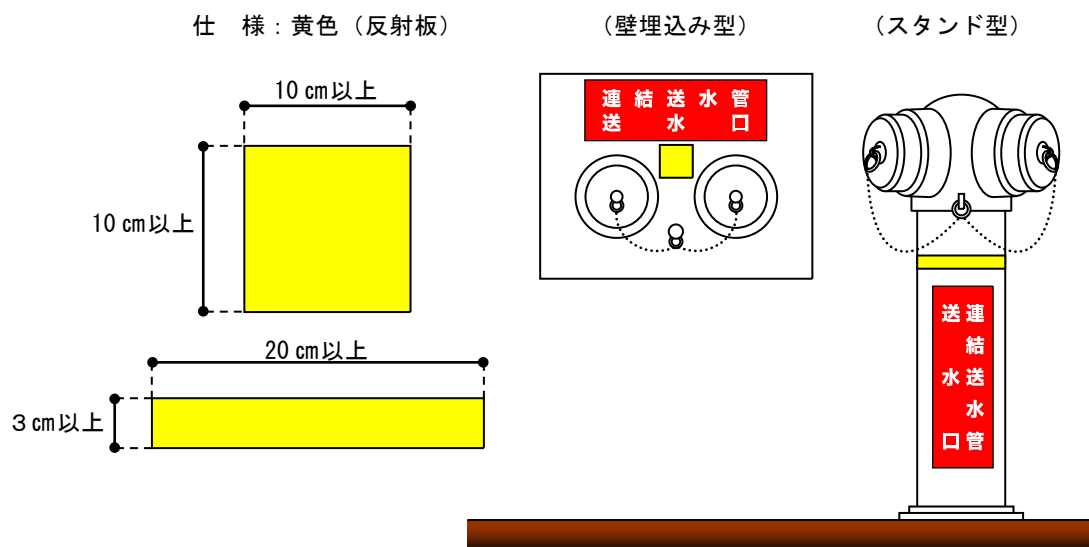 仕　様：黄色（反射板）
（壁埋込み型）
（スタンド型）
10㎝以上
10㎝以上
20㎝以上
３㎝以上
連結送水管
送水口
連結送水管
送水口